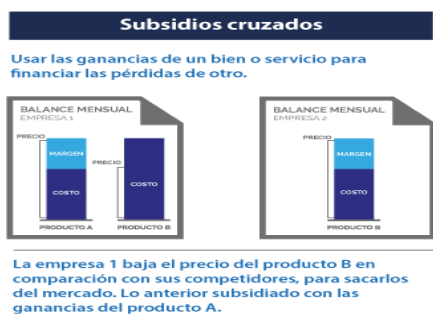 Subsidios cruzados
Usar las ganancias de un bien o servicio para
financiar las pérdidas de otro.
BALANCE MENSUAL
EMPRESA 1
PRECIO
MARGEN
COSTO
PRODUCTO A
PRECIO
COSTO
PRODUCTO B
BALANCE MENSUAL
EMPRESA 2
PRECIO
MARGEN
COSTO
PRODUCTO B
La empresa 1 baja el precio del producto B en
comparación con sus competidores, para sacarlos
del mercado. Lo anterior subsidiado con las
ganancias del producto A.